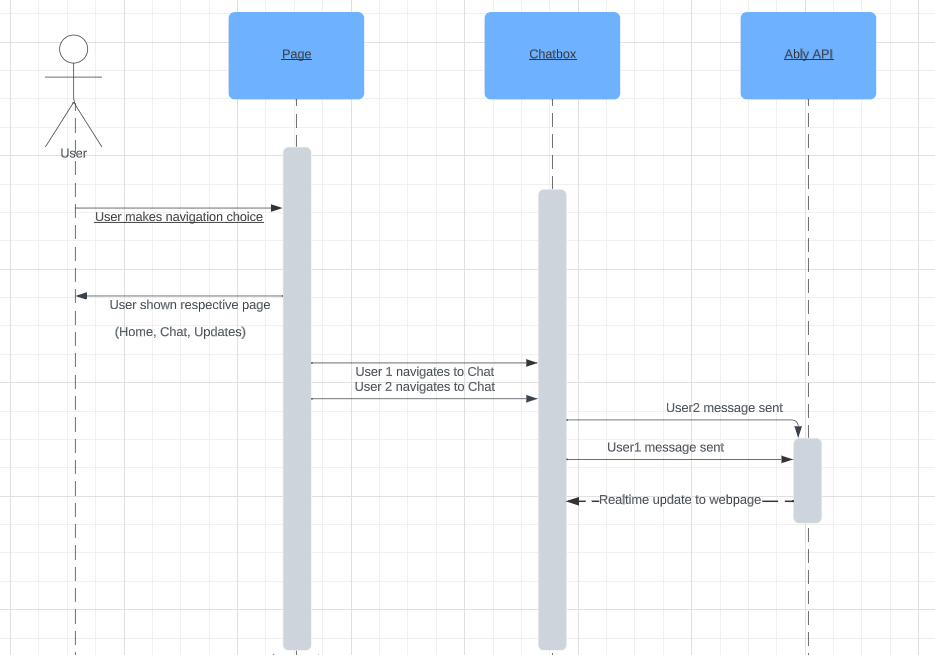 Page
Chatbox
Ably API
User
User makes navigation choice
User shown respective page
(Home, Chat, Updates)
User 1 navigates to Chat
User 2 navigates to Chat
User2 message sent
User1 message sent
Realtime update to webpage